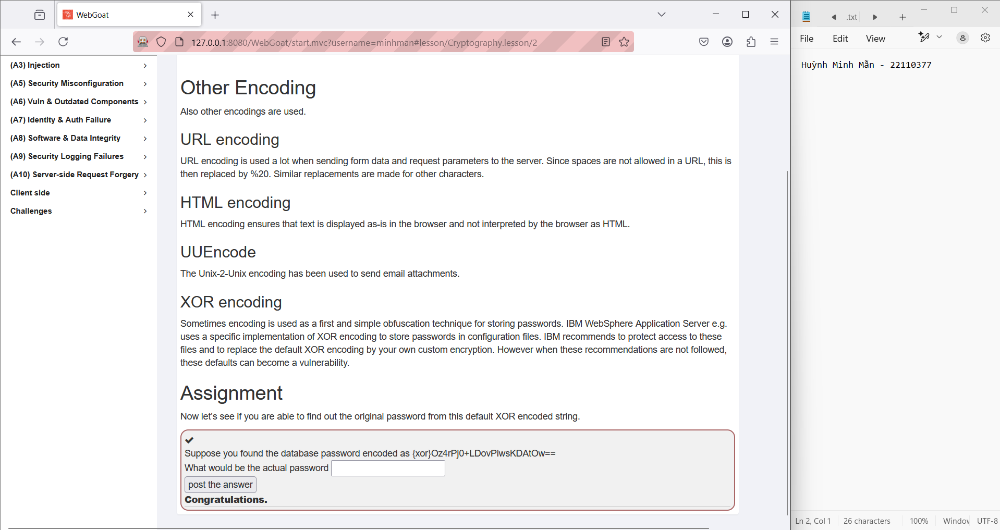 WebGoat
127.0.0.1:8080/WebGoat/start.mvc?username=minhman#lesson/Cryptography.lesson/2
(A3) Injection
(A5) Security Misconfiguration
(A6) Vuln & Outdated Components
(A7) Identity & Auth Failure
(A8) Software & Data Integrity
(A9) Security Logging Failures
(A10) Server-side Request Forgery
Client side
Challenges
Other Encoding
Also other encodings are used.
URL encoding
URL encoding is used a lot when sending form data and request parameters to the server. Since spaces are not allowed in a URL, this is
then replaced by %20. Similar replacements are made for other characters.
HTML encoding
HTML encoding ensures that text is displayed as-is in the browser and not interpreted by the browser as HTML.
UUEncode
The Unix-2-Unix encoding has been used to send email attachments.
XOR encoding
Sometimes encoding is used as a first and simple obfuscation technique for storing passwords. IBM WebSphere Application Server e.g.
uses a specific implementation of XOR encoding to store passwords in configuration files. IBM recommends to protect access to these
files and to replace the default XOR encoding by your own custom encryption. However when these recommendations are not followed,
these defaults can become a vulnerability.
Assignment
Now let's see if you are able to find out the original password from this default XOR encoded string.
Suppose you found the database password encoded as {xor}Oz4rPj0+LDovPiwsKDAtOw==
What would be the actual password
post the answer
Congratulations.
.txt
File Edit View
Huỳnh Minh Mẫn - 22110377
Ln 2, Col 1 26 characters 100% Window UTF-8